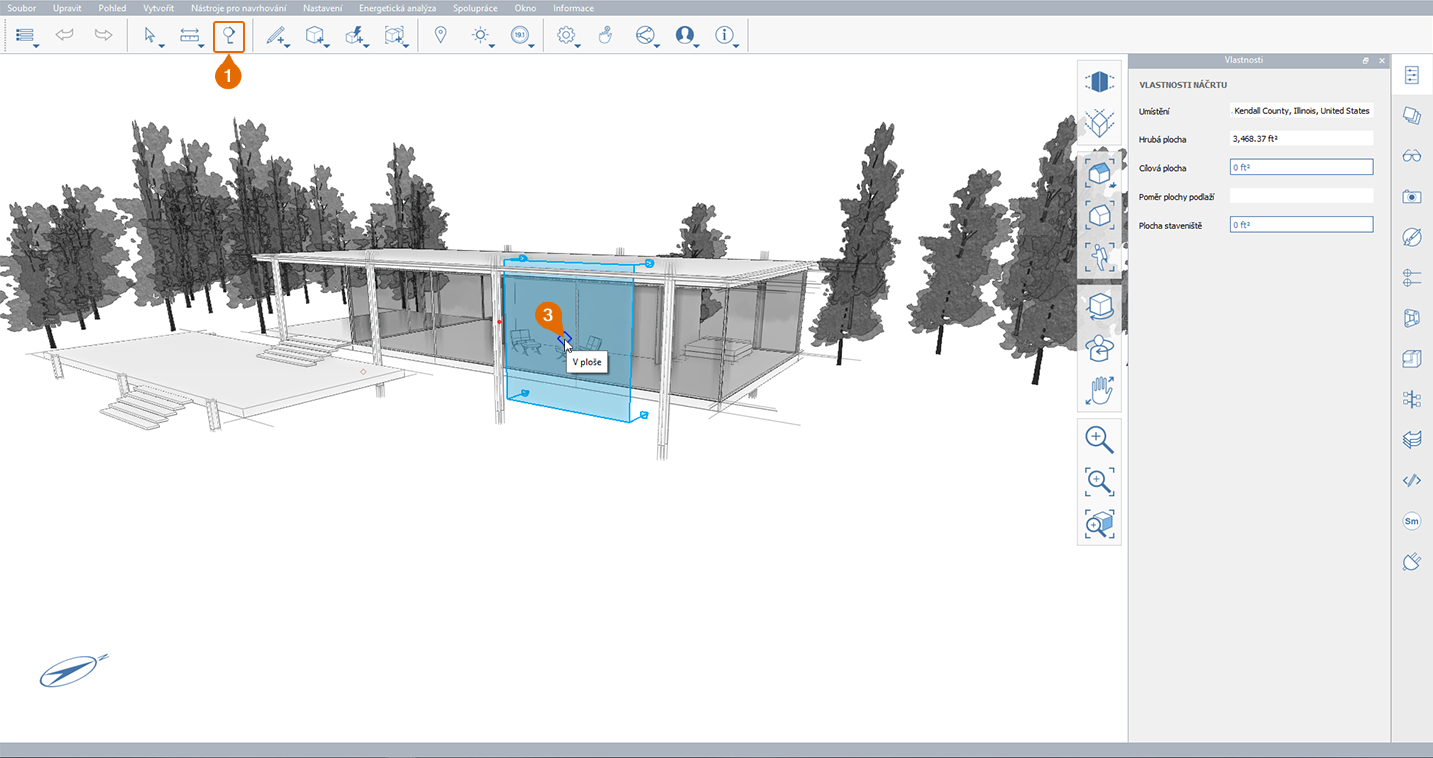 Soubor Upravit Pohled Vytvořit Nástroje pro navrhování Nastavení Energetická analýza Spolupráce Okno Informace
19.1
1
Vlastnosti
VLASTNOSTI NÁČRTU
Umístění Kendall County, Illinois, United States
Hrubá plocha 3,468.37 ft²
Cílová plocha 0 ft²
Poměr plochy podlaží
Plocha staveniště 0 ft²
3
V ploše
Sm
N